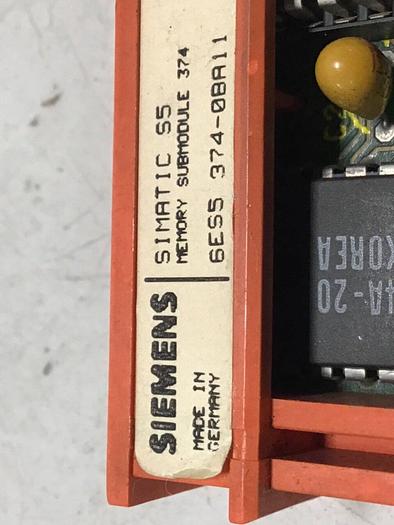 SIEMENS
MADE IN
GERMANY
SIMATIC S5
MEMORY SUBMODULE 374
6ES5 374-0BA11
4A-20
KOREA